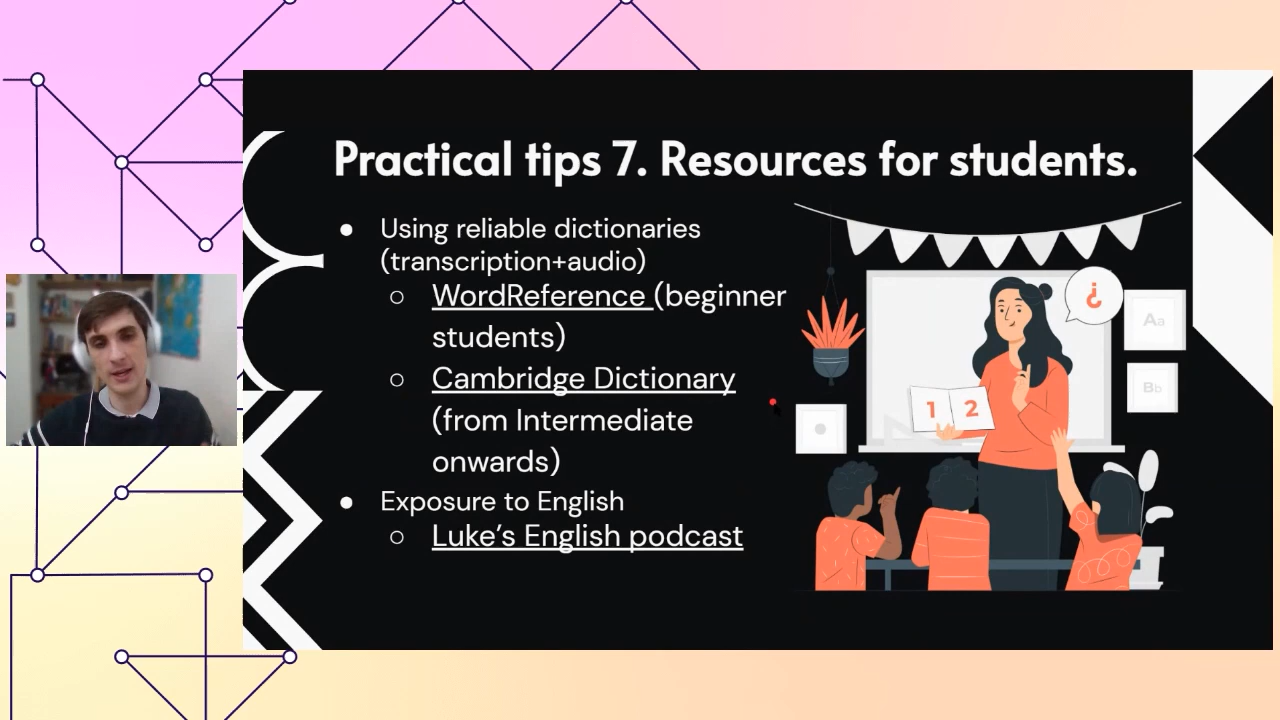 Practical tips 7. Resources for students.
● Using reliable dictionaries
(transcription+audio)
○ WordReference (beginner
students)
○ Cambridge Dictionary
(from Intermediate
onwards)
● Exposure to English
○ Luke’s English podcast
¿
1 2
Aa
Bb